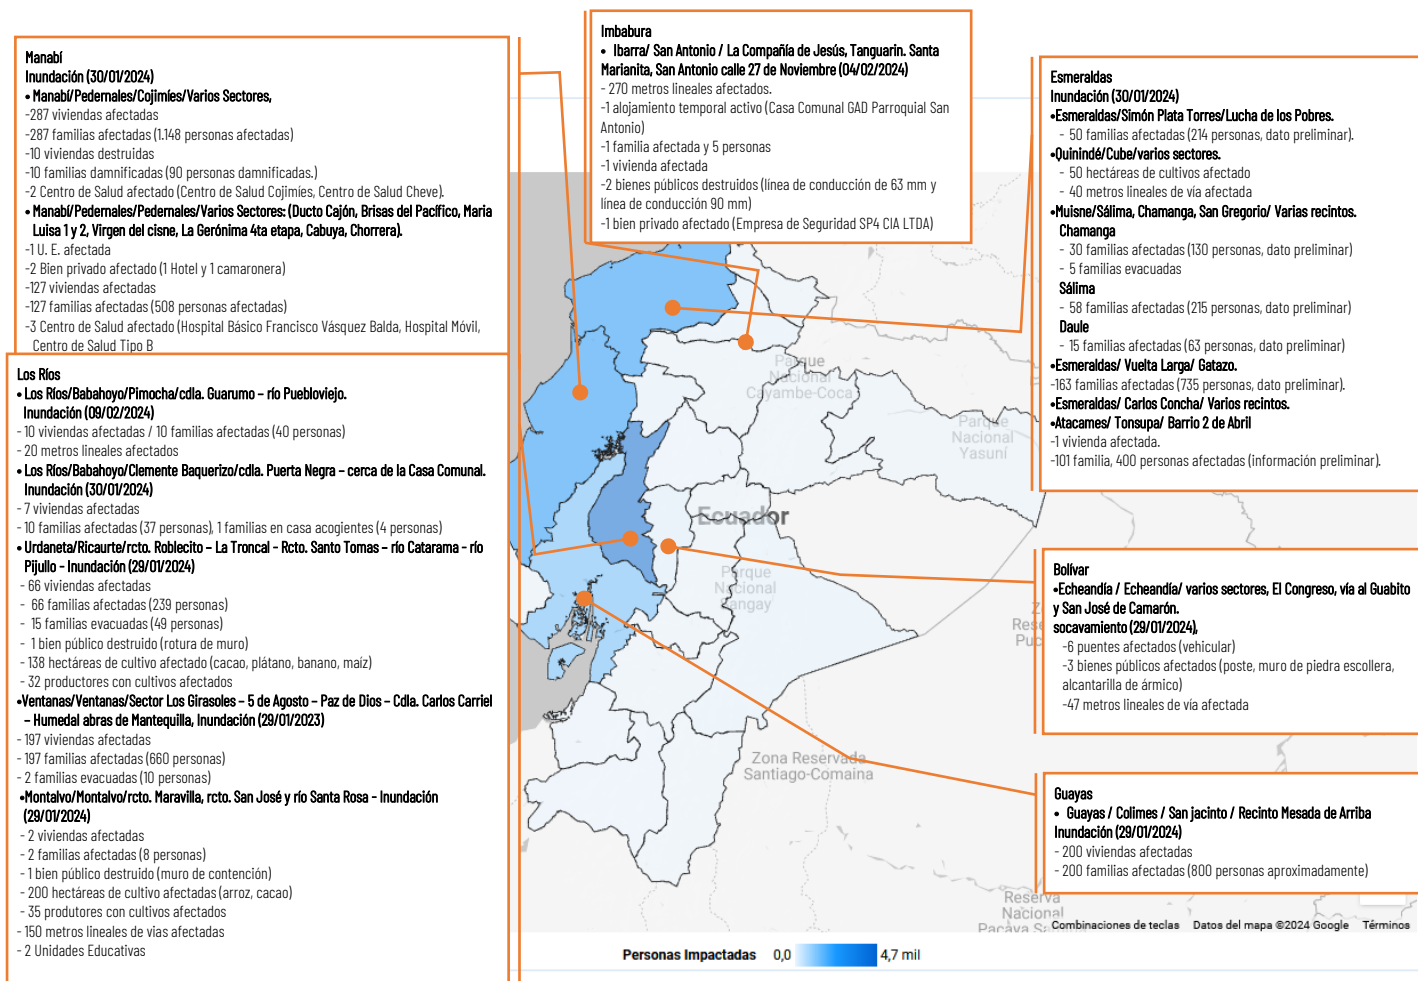 Manabí
Inundación (30/01/2024)
• Manabí/Pedernales/Cojimíes/Varios Sectores,
-287 viviendas afectadas
-287 familias afectadas (1.148 personas afectadas)
-10 viviendas destruidas
-10 familias damnificadas (90 personas damnificadas.)
-2 Centro de Salud afectado (Centro de Salud Cojimíes, Centro de Salud Cheve).
• Manabí/Pedernales/Pedernales/Varios Sectores: (Ducto Cajón, Brisas del Pacífico, Maria
Luisa 1 y 2, Virgen del cisne, La Gerónima 4ta etapa, Cabuya, Chorrera).
-1 U. E. afectada
-2 Bien privado afectado (1 Hotel y 1 camaronera)
-127 viviendas afectadas
-127 familias afectadas (508 personas afectadas)
-3 Centro de Salud afectado (Hospital Básico Francisco Vásquez Balda, Hospital Móvil,
Centro de Salud Tipo B
Los Ríos
• Los Ríos/Babahoyo/Pimocha/cdla. Guarumo – río Puebloviejo.
Inundación (09/02/2024)
- 10 viviendas afectadas / 10 familias afectadas (40 personas)
- 20 metros lineales afectados
• Los Ríos/Babahoyo/Clemente Baquerizo/cdla. Puerta Negra – cerca de la Casa Comunal.
Inundación (30/01/2024)
- 7 viviendas afectadas
- 10 familias afectadas (37 personas), 1 familias en casa acogientes (4 personas)
• Urdaneta/Ricaurte/rcto. Roblecito – La Troncal - Rcto. Santo Tomas – río Catarama - río
Pijullo - Inundación (29/01/2024)
- 66 viviendas afectadas
- 66 familias afectadas (239 personas)
- 15 familias evacuadas (49 personas)
- 1 bien público destruido (rotura de muro)
- 138 hectáreas de cultivo afectado (cacao, plátano, banano, maíz)
- 32 productores con cultivos afectados
•Ventanas/Ventanas/Sector Los Girasoles – 5 de Agosto – Paz de Dios – Cdla. Carlos Carriel
– Humedal abras de Mantequilla, Inundación (29/01/2023)
- 197 viviendas afectadas
- 197 familias afectadas (660 personas)
- 2 familias evacuadas (10 personas)
•Montalvo/Montalvo/rcto. Maravilla, rcto. San José y río Santa Rosa - Inundación
(29/01/2024)
- 2 viviendas afectadas
- 2 familias afectadas (8 personas)
- 1 bien público destruido (muro de contención)
- 200 hectáreas de cultivo afectadas (arroz, cacao)
- 35 produtores con cultivos afectados
- 150 metros lineales de vias afectadas
- 2 Unidades Educativas
Imbabura
• Ibarra/ San Antonio / La Compañía de Jesús, Tanguarin. Santa
Marianita, San Antonio calle 27 de Noviembre (04/02/2024)
- 270 metros lineales afectados.
-1 alojamiento temporal activo (Casa Comunal GAD Parroquial San
Antonio)
-1 familia afectada y 5 personas
-1 vivienda afectada
-2 bienes públicos destruidos (línea de conducción de 63 mm y
línea de conducción 90 mm)
-1 bien privado afectado (Empresa de Seguridad SP4 CIA LTDA)
Esmeraldas
Inundación (30/01/2024)
•Esmeraldas/Simón Plata Torres/Lucha de los Pobres.
- 50 familias afectadas (214 personas, dato preliminar).
•Quinindé/Cube/varios sectores.
- 50 hectáreas de cultivos afectado
- 40 metros lineales de vía afectada
•Muisne/Sálima, Chamanga, San Gregorio/ Varias recintos.
Chamanga
- 30 familias afectadas (130 personas, dato preliminar)
- 5 familias evacuadas
Sálima
- 58 familias afectadas (215 personas, dato preliminar)
Daule
- 15 familias afectadas (63 personas, dato preliminar)
•Esmeraldas/ Vuelta Larga/ Gatazo.
-163 familias afectadas (735 personas, dato preliminar).
•Esmeraldas/ Carlos Concha/ Varios recintos.
•Atacames/ Tonsupa/ Barrio 2 de Abril
-1 vivienda afectada.
-101 familia, 400 personas afectadas (información preliminar).
Bolívar
•Echeandía / Echeandía/ varios sectores, El Congreso, vía al Guabito
y San José de Camarón.
socavamiento (29/01/2024),
-6 puentes afectados (vehicular)
-3 bienes públicos afectados (poste, muro de piedra escollera,
alcantarilla de ármico)
-47 metros lineales de vía afectada
Guayas
• Guayas / Colimes / San jacinto / Recinto Mesada de Arriba
Inundación (29/01/2024)
- 200 viviendas afectadas
- 200 familias afectadas (800 personas aproximadamente)
Parque
Nacional
Cayambe-Coca
Parque
Nacional
Yasuní
Ecuador
Parque
Nacional
Sangay
Zona Reservada
Santiago-Comaina
Reserva
Nacional
Pacaya
Combinaciones de teclas Datos del mapa ©2024 Google Términos
Personas Impactadas 0,0 4,7 mil